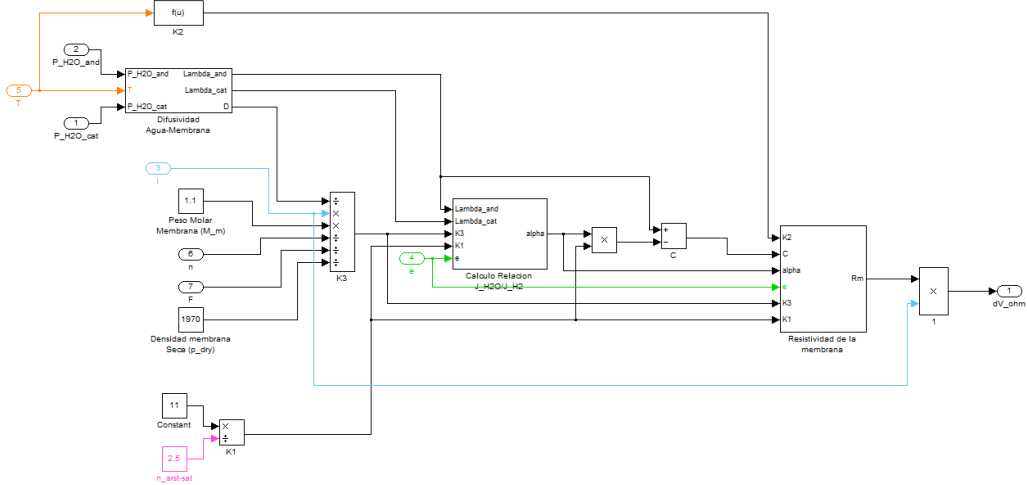 f(u)
K2
2
P_H2O_and
5
T
1
P_H2O_cat
P_H2O_and
T
P_H2O_cat
Lambda_and
Lambda_cat
D
Difusividad
Agua-Membrana
3
i
1.1
Peso Molar
Membrana (M_m)
6
n
7
F
1970
Densidad membrana
Seca (p_dry)
÷
×
×
÷
÷
÷
K3
4
e
Lambda_and
Lambda_cat
K3
K1
e
alpha
Calculo Relacion
J_H2O/J_H2
×
+
−
C
K2
C
alpha
e
K3
K1
Rm
Resistividad de la
membrana
×
1
1
dV_ohm
11
Constant
2.5
n_arst-sat
×
÷
K1